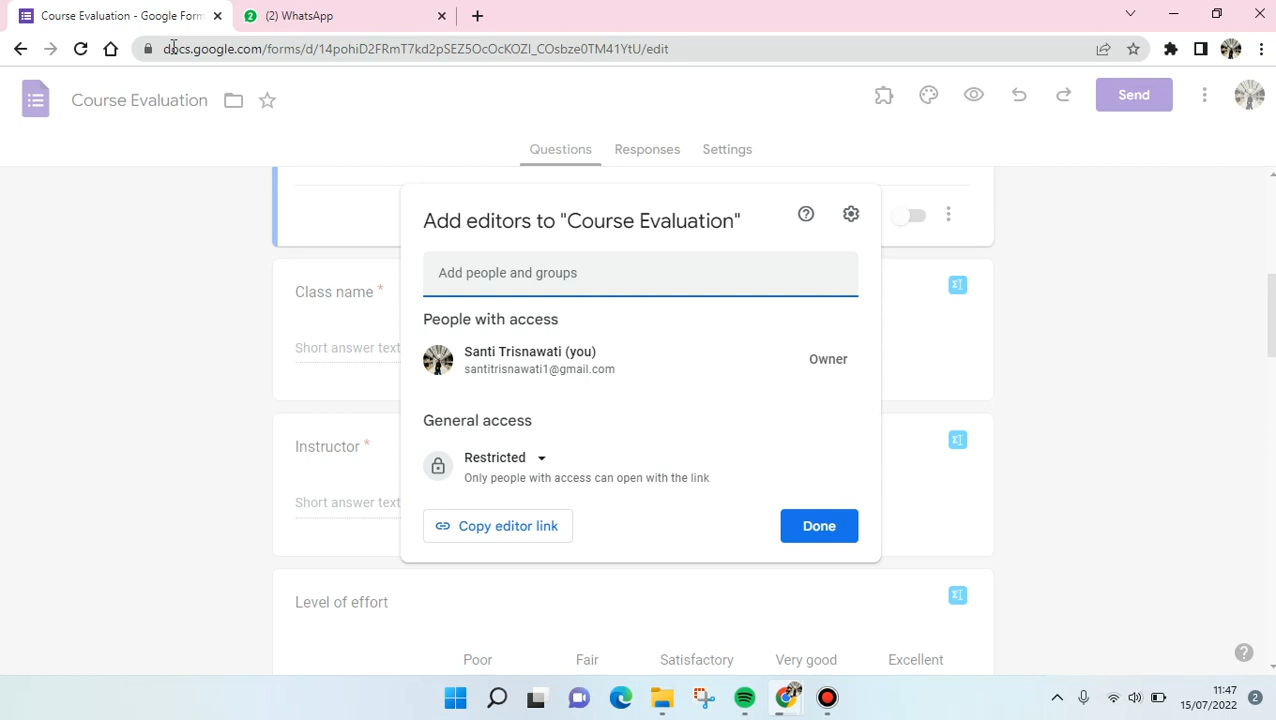 Course Evaluation - Google Form
(2) WhatsApp
docs.google.com/forms/d/14pohiD2FRmT7kd2pSEZ5OcOcKOZI_COsbze0TM41YtU/edit
Course Evaluation
Send
Questions Responses Settings
Add editors to "Course Evaluation"
Add people and groups
People with access
Santi Trisnawati (you)
santitrisnawati1@gmail.com
Owner
General access
Restricted
Only people with access can open with the link
Copy editor link
Done
Class name *
Short answer text
Instructor *
Short answer text
Level of effort
Poor Fair Satisfactory Very good Excellent
11:47
15/07/2022
2